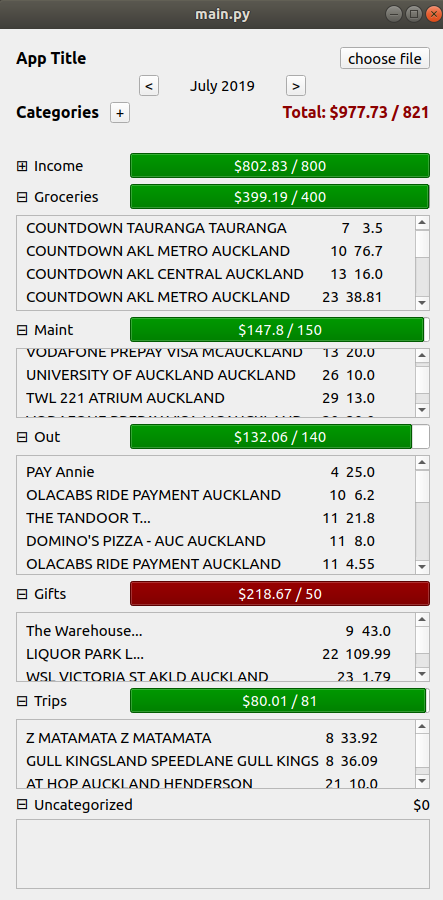 main.py
App Title choose file
< July 2019 >
Categories + Total: $977.73 / 821
Income $802.83 / 800
Groceries $399.19 / 400
COUNTDOWN TAURANGA TAURANGA 7 3.5
COUNTDOWN AKL METRO AUCKLAND 10 76.7
COUNTDOWN AKL CENTRAL AUCKLAND 13 16.0
COUNTDOWN AKL METRO AUCKLAND 23 38.81
Maint $147.8 / 150
VODAFONE PREPAY VISA MCAUCKLAND 13 20.0
UNIVERSITY OF AUCKLAND AUCKLAND 26 10.0
TWL 221 ATRIUM AUCKLAND 29 13.0
Out $132.06 / 140
PAY Annie 4 25.0
OLACABS RIDE PAYMENT AUCKLAND 10 6.2
THE TANDOOR T... 11 21.8
DOMINO'S PIZZA - AUC AUCKLAND 11 8.0
OLACABS RIDE PAYMENT AUCKLAND 11 4.55
Gifts $218.67 / 50
The Warehouse... 9 43.0
LIQUOR PARK L... 22 109.99
WSL VICTORIA ST AKLD AUCKLAND 23 1.79
Trips $80.01 / 81
Z MATAMATA Z MATAMATA 8 33.92
GULL KINGSLAND SPEEDLANE GULL KINGS 8 36.09
AT HOP AUCKLAND HENDERSON 21 10.0
Uncategorized $0